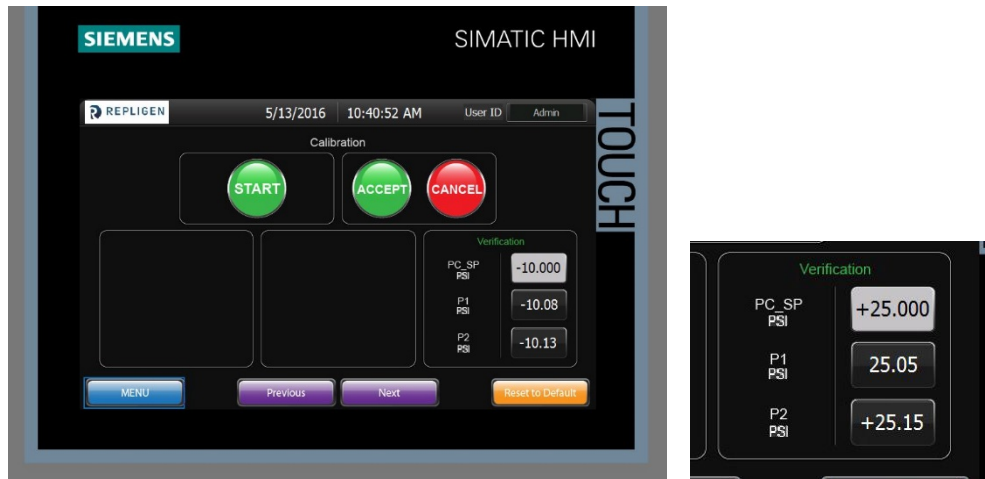 SIEMENS
SIMATIC HMI
TOUCH
REPLIGEN
5/13/2016 10:40:52 AM User ID Admin
Calibration
START ACCEPT CANCEL
Verification
PC_SP
PSI
-10.000
P1
PSI
-10.08
P2
PSI
-10.13
MENU Previous Next Reset to Default
Verification
PC_SP
PSI
+25.000
P1
PSI
25.05
P2
PSI
+25.15